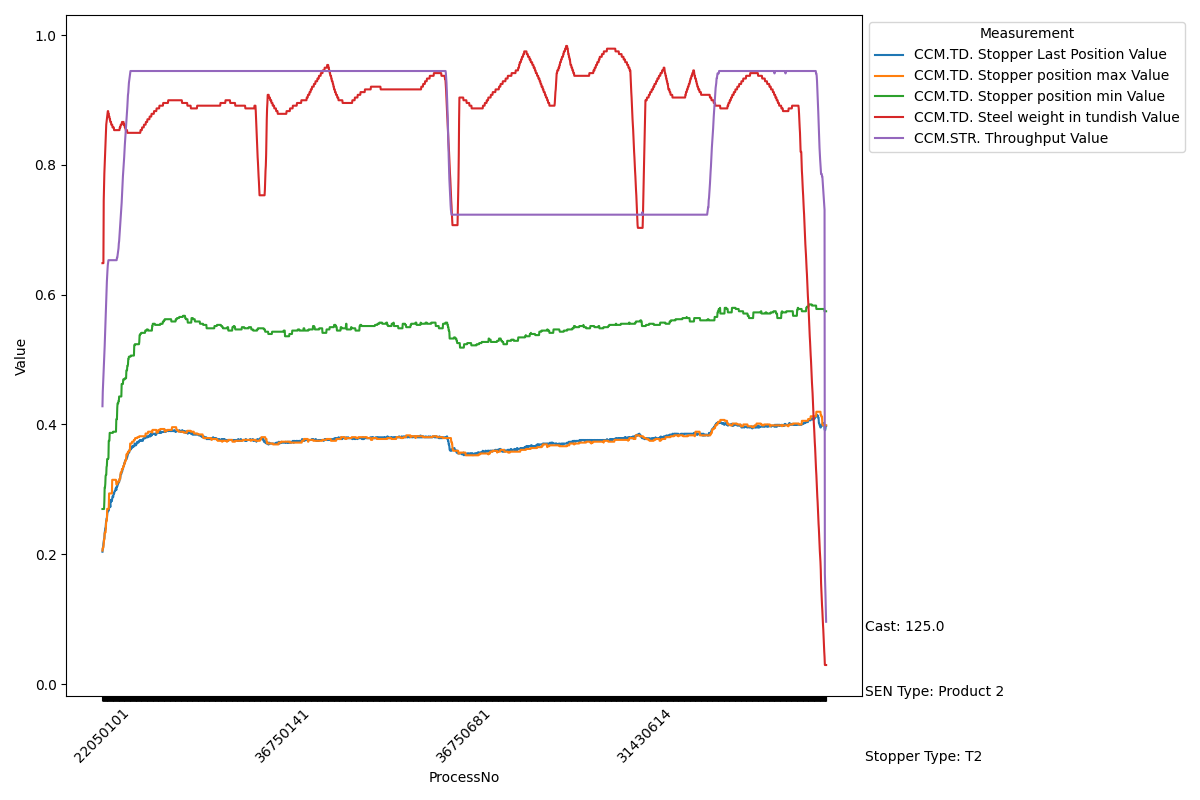 Measurement
CCM.TD. Stopper Last Position Value
CCM.TD. Stopper position max Value
CCM.TD. Stopper position min Value
CCM.TD. Steel weight in tundish Value
CCM.STR. Throughput Value
1.0
0.8
0.6
0.4
0.2
0.0
Value
22050101
36750141
36750681
31430614
ProcessNo
Cast: 125.0
SEN Type: Product 2
Stopper Type: T2